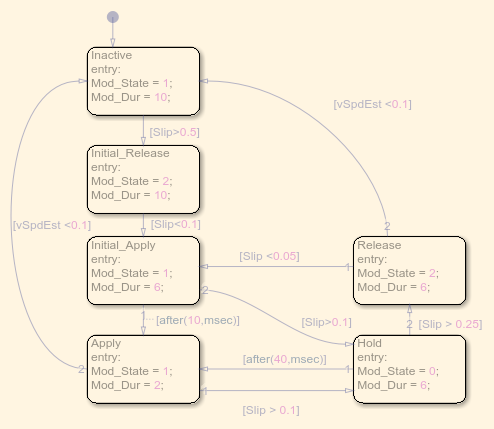 Inactive
entry:
Mod_State = 1;
Mod_Dur = 10;
[vSpdEst <0.1]
[Slip>0.5]
Initial_Release
entry:
Mod_State = 2;
Mod_Dur = 10;
[vSpdEst <0.1]
[Slip<0.1]
2
Initial_Apply
entry:
Mod_State = 1;
Mod_Dur = 6;
2
[Slip <0.05]
1
Release
entry:
Mod_State = 2;
Mod_Dur = 6;
1
[after(10,msec)]
[Slip>0.1]
2
[Slip > 0.25]
Apply
entry:
Mod_State = 1;
Mod_Dur = 2;
2
1
[after(40,msec)]
1
[Slip > 0.1]
Hold
entry:
Mod_State = 0;
Mod_Dur = 6;